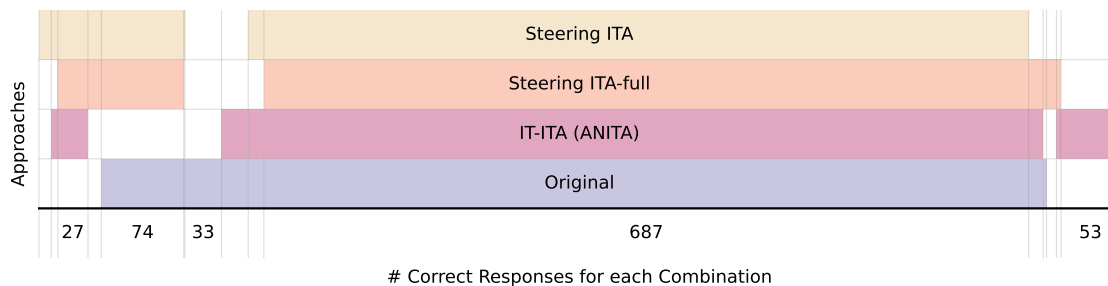 Approaches
Steering ITA
Steering ITA-full
IT-ITA (ANITA)
Original
27 74 33 687 53
# Correct Responses for each Combination